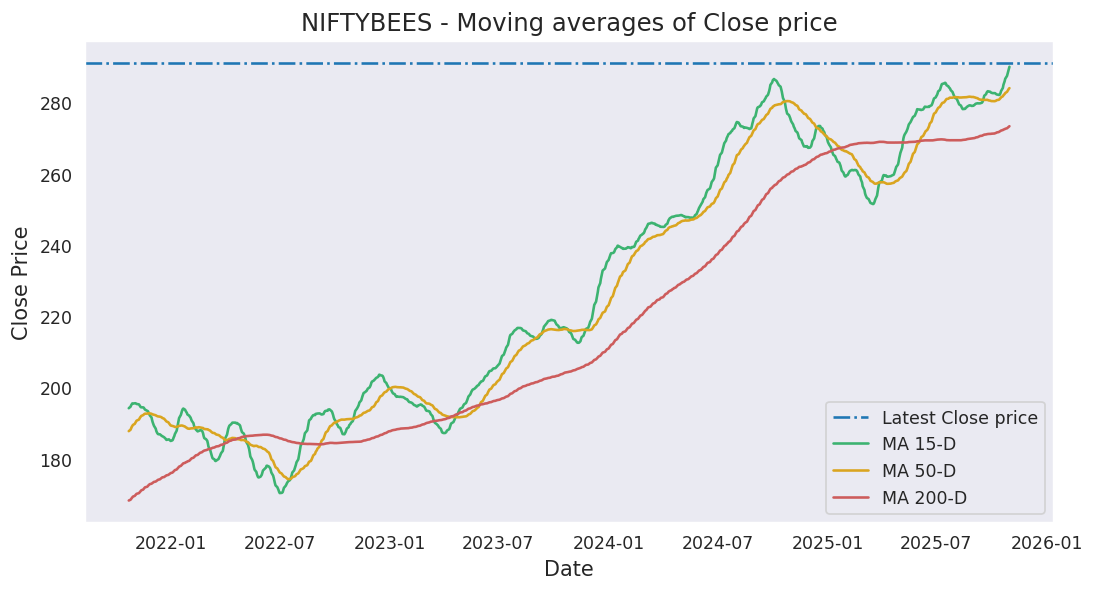 NIFTYBEES - Moving averages of Close price
Close Price
280
260
240
220
200
180
Latest Close price
MA 15-D
MA 50-D
MA 200-D
2022-01 2022-07 2023-01 2023-07 2024-01 2024-07 2025-01 2025-07 2026-01
Date